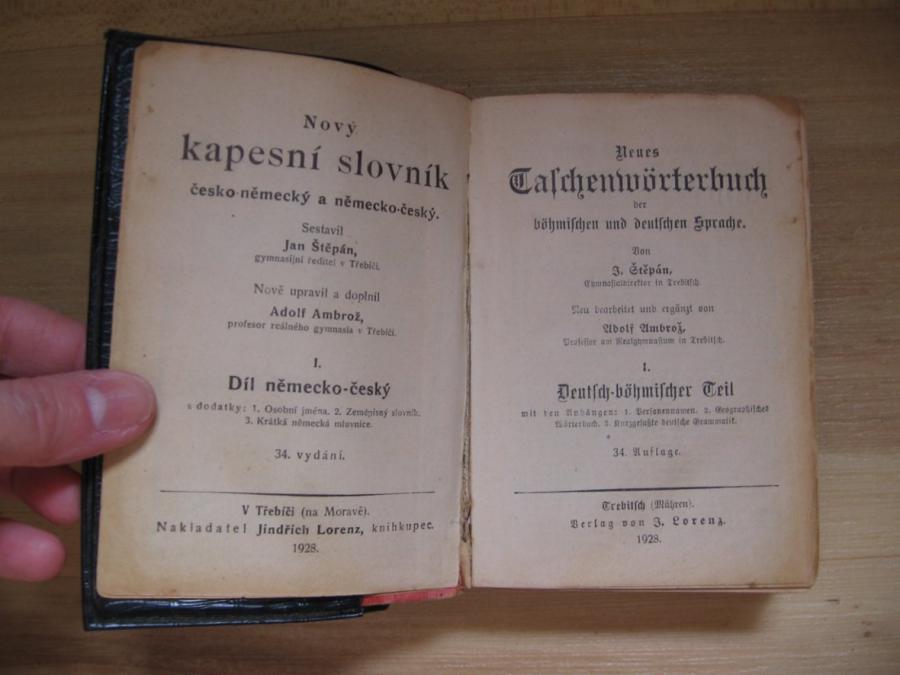 Nový
kapesní slovník
česko-německý a německo-český.
Sestavil
Jan Štěpán,
gymnasijní ředitel v Třebíči.
Nově upravil a doplnil
Adolf Ambrož,
profesor reálného gymnasia v Třebíči.
I.
Díl německo-český
s dodatky: 1. Osobní jména. 2. Zeměpisný slovník.
3. Krátká německá mluvnice.
34. vydání.
V Třebíči (na Moravě).
Nakladatel Jindřich Lorenz, knihkupec.
1928.
Neues
Taschenwörterbuch
der
böhmischen und deutschen Sprache.
Von
J. Štěpán,
Gymnasialdirektor in Trebitsch.
Neu bearbeitet und ergänzt von
Adolf Ambrož,
Professor am Realgymnasium in Trebitsch.
I.
Deutsch-böhmischer Teil
mit den Anhängen: 1. Personennamen. 2. Geographisches
Wörterbuch. 3. Kurzgefaßte deutsche Grammatik.
34. Auflage.
Trebitsch (Mähren).
Verlag von J. Lorenz.
1928.